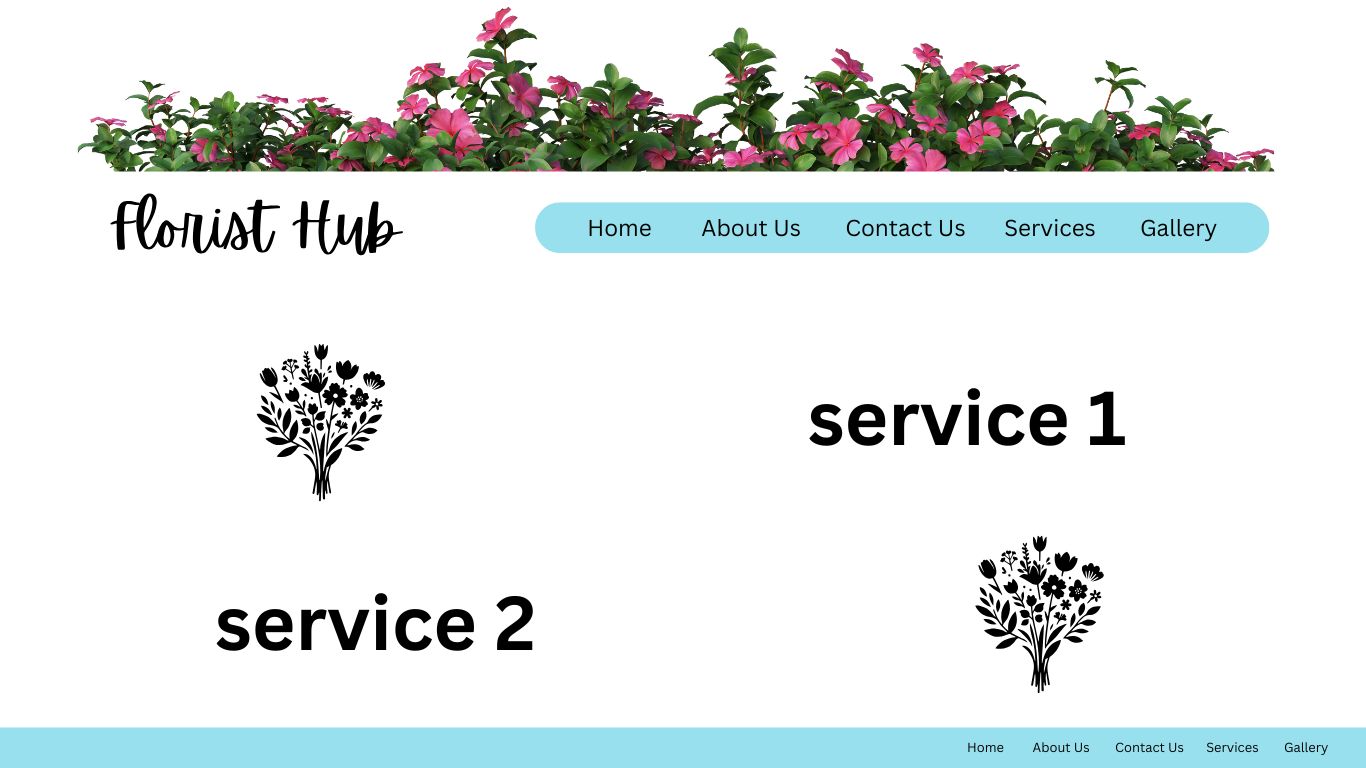 Florist Hub
Home About Us Contact Us Services Gallery
service 1
service 2
Home About Us Contact Us Services Gallery